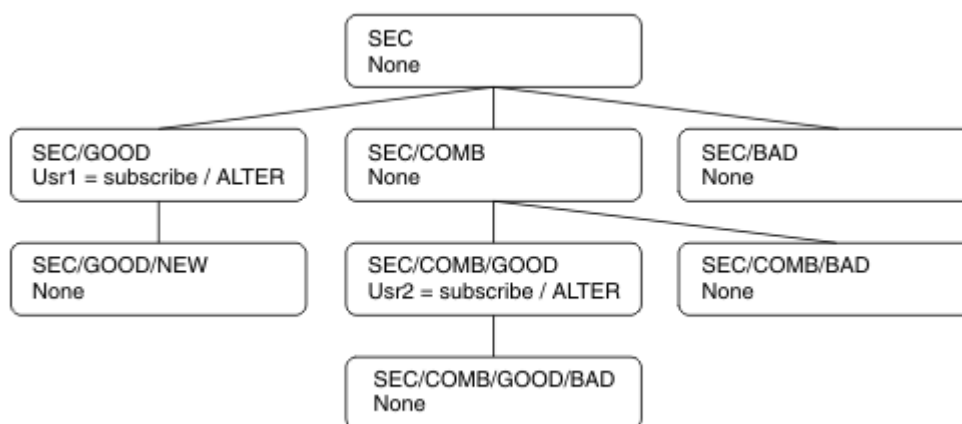 SEC
None
SEC/GOOD
Usr1 = subscribe / ALTER
SEC/COMB
None
SEC/BAD
None
SEC/GOOD/NEW
None
SEC/COMB/GOOD
Usr2 = subscribe / ALTER
SEC/COMB/BAD
None
SEC/COMB/GOOD/BAD
None